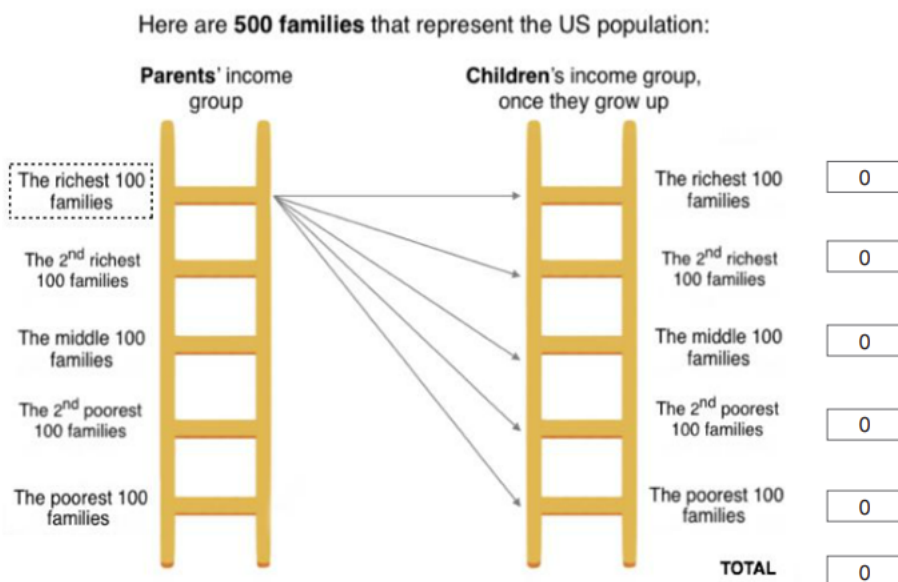 Here are 500 families that represent the US population:
Parents' income
group
Children's income group,
once they grow up
The richest 100
families
The richest 100
families
0
The 2nd richest
100 families
The 2nd richest
100 families
0
The middle 100
families
The middle 100
families
0
The 2nd poorest
100 families
The 2nd poorest
100 families
0
The poorest 100
families
The poorest 100
families
0
TOTAL
0